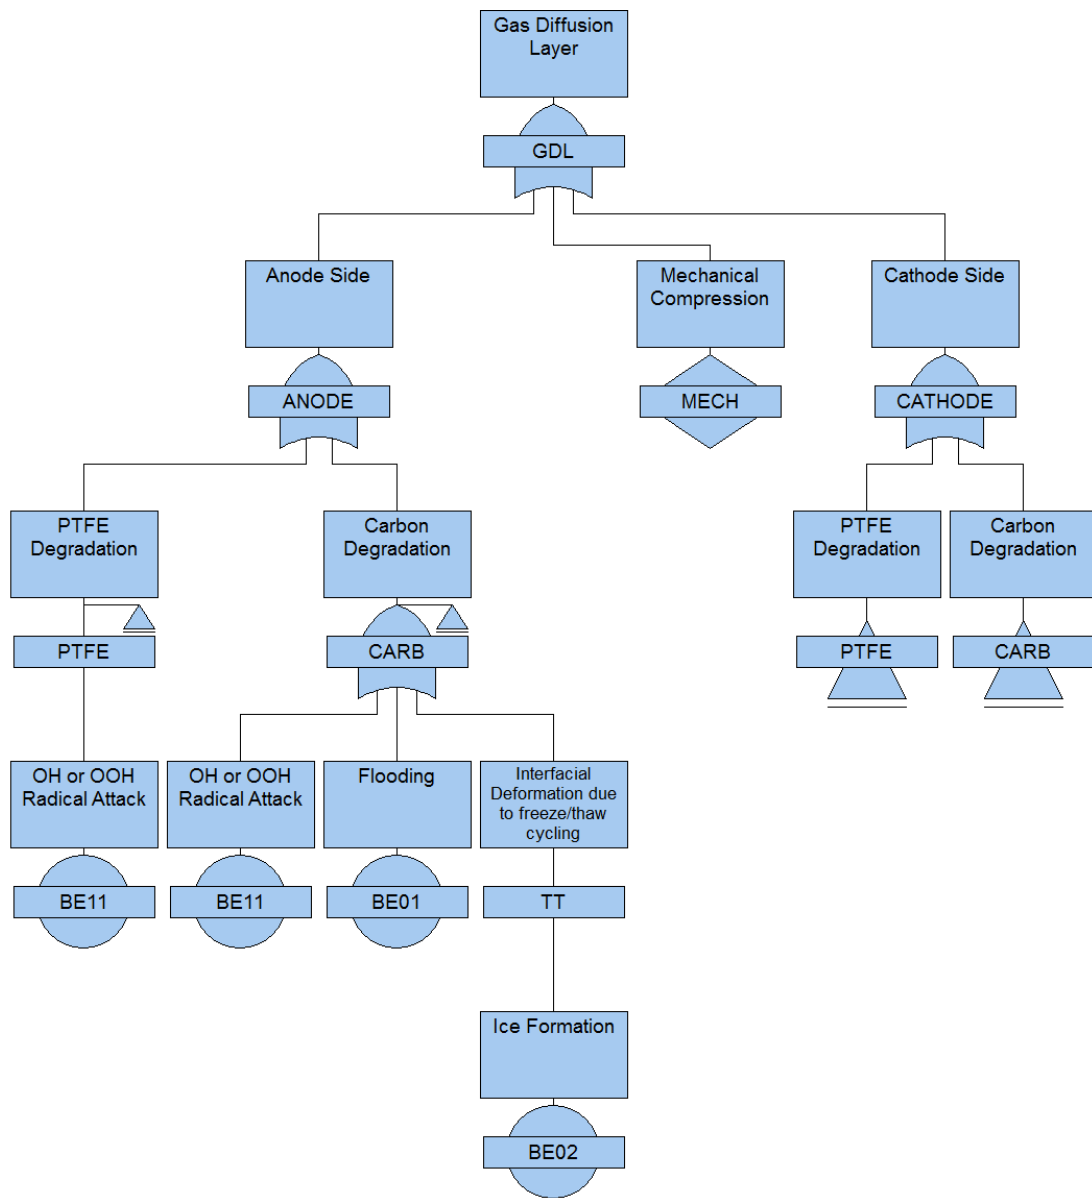 Gas Diffusion
Layer
GDL
Anode Side
Mechanical
Compression
Cathode Side
ANODE
MECH
CATHODE
PTFE
Degradation
Carbon
Degradation
PTFE
Degradation
Carbon
Degradation
PTFE
CARB
PTFE
CARB
OH or OOH
Radical Attack
OH or OOH
Radical Attack
Flooding
Interfacial
Deformation due
to freeze/thaw
cycling
BE11
BE11
BE01
TT
Ice Formation
BE02